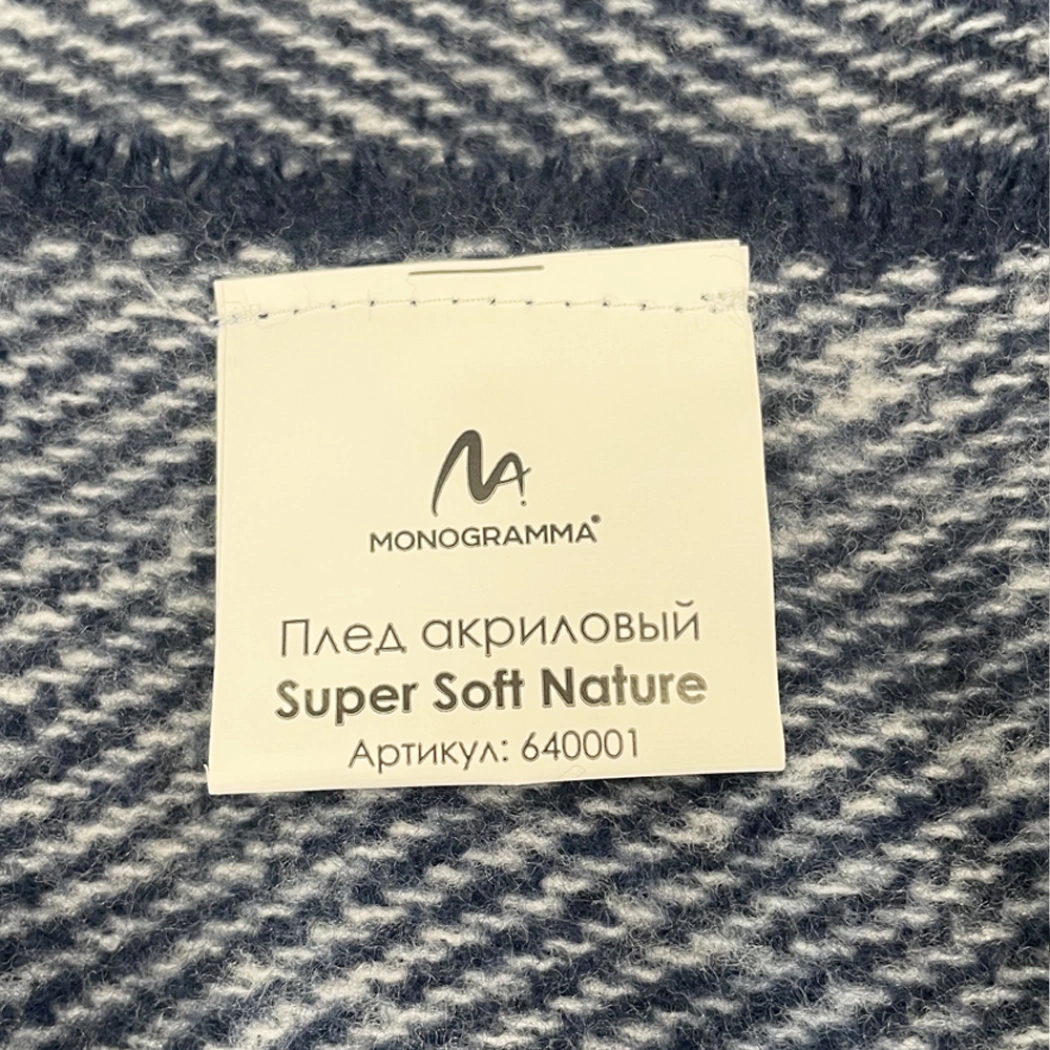 MONOGRAMMA®
Плед акриловый
Super Soft Nature
Артикул: 640001